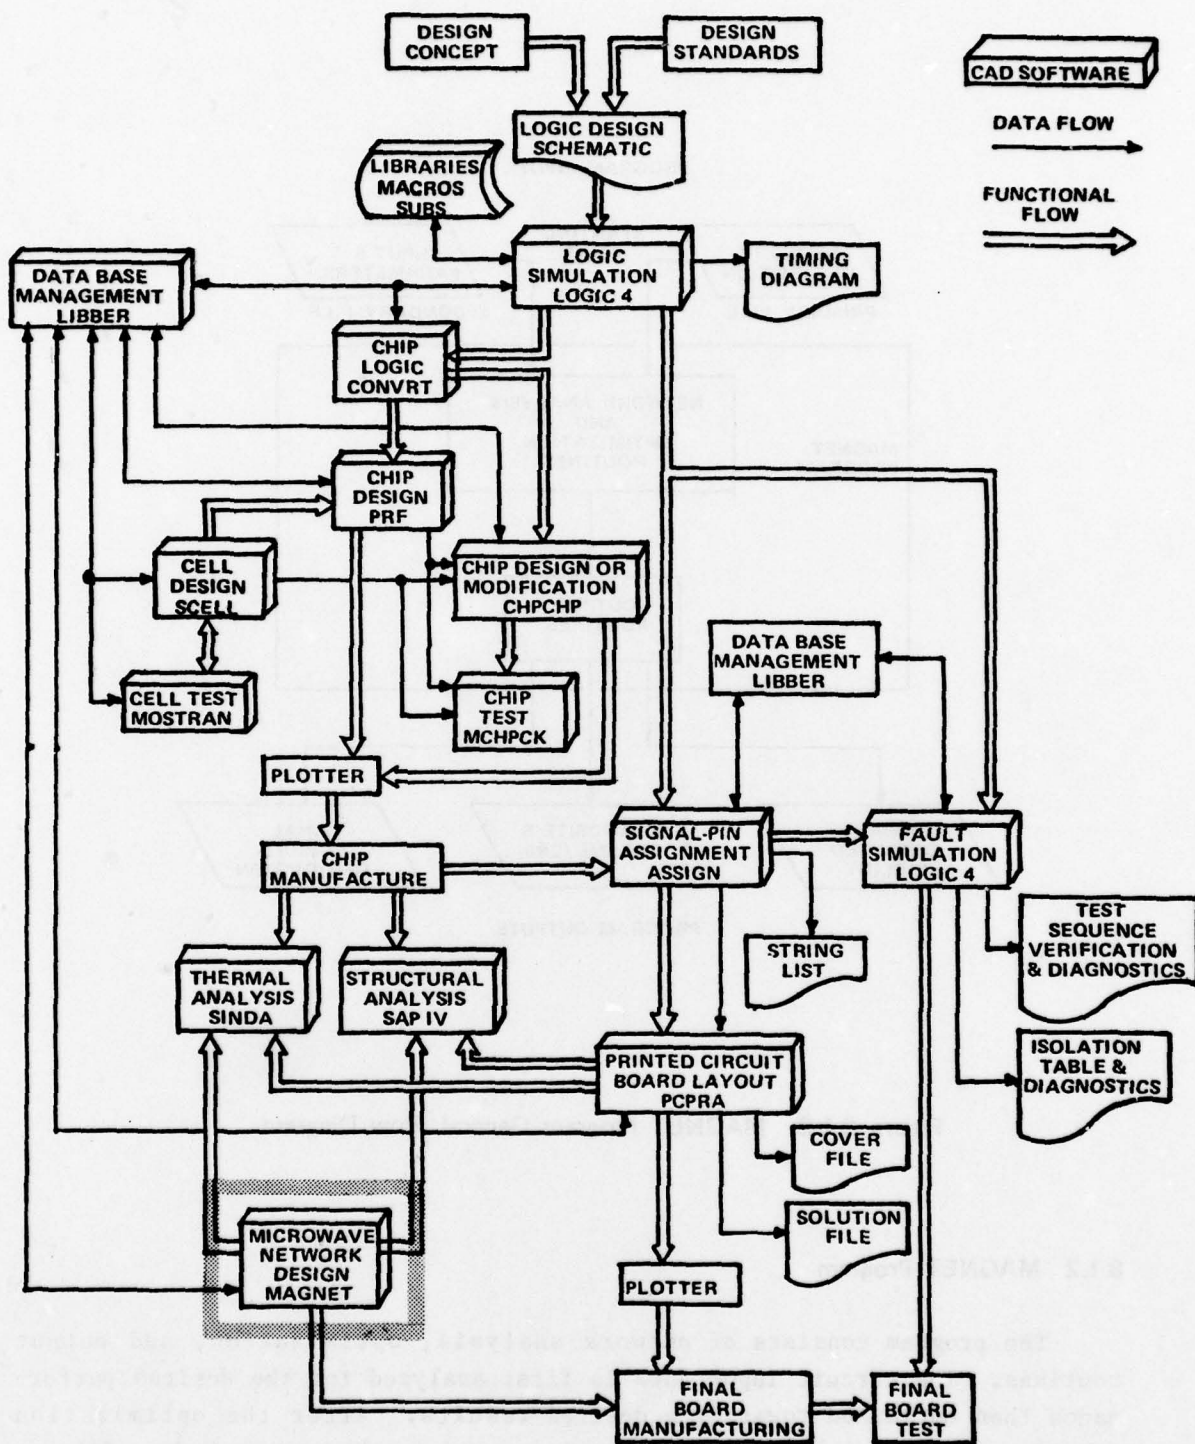 DESIGN
CONCEPT
DESIGN
STANDARDS
CAD SOFTWARE
DATA FLOW
FUNCTIONAL
FLOW
LOGIC DESIGN
SCHEMATIC
LIBRARIES
MACROS
SUBS
DATA BASE
MANAGEMENT
LIBBER
LOGIC
SIMULATION
LOGIC 4
TIMING
DIAGRAM
CHIP
LOGIC
CONVRT
CHIP
DESIGN
PRF
CELL
DESIGN
SCELL
CHIP DESIGN OR
MODIFICATION
CHPCHP
DATA BASE
MANAGEMENT
LIBBER
CELL TEST
MOSTRAN
CHIP
TEST
MCHPCK
PLOTTER
CHIP
MANUFACTURE
SIGNAL-PIN
ASSIGNMENT
ASSIGN
FAULT
SIMULATION
LOGIC 4
STRING
LIST
TEST
SEQUENCE
VERIFICATION
& DIAGNOSTICS
THERMAL
ANALYSIS
SINDA
STRUCTURAL
ANALYSIS
SAP IV
PRINTED CIRCUIT
BOARD LAYOUT
PCPRA
ISOLATION
TABLE &
DIAGNOSTICS
COVER
FILE
SOLUTION
FILE
MICROWAVE
NETWORK
DESIGN
MAGNET
PLOTTER
FINAL
BOARD
MANUFACTURING
FINAL
BOARD
TEST